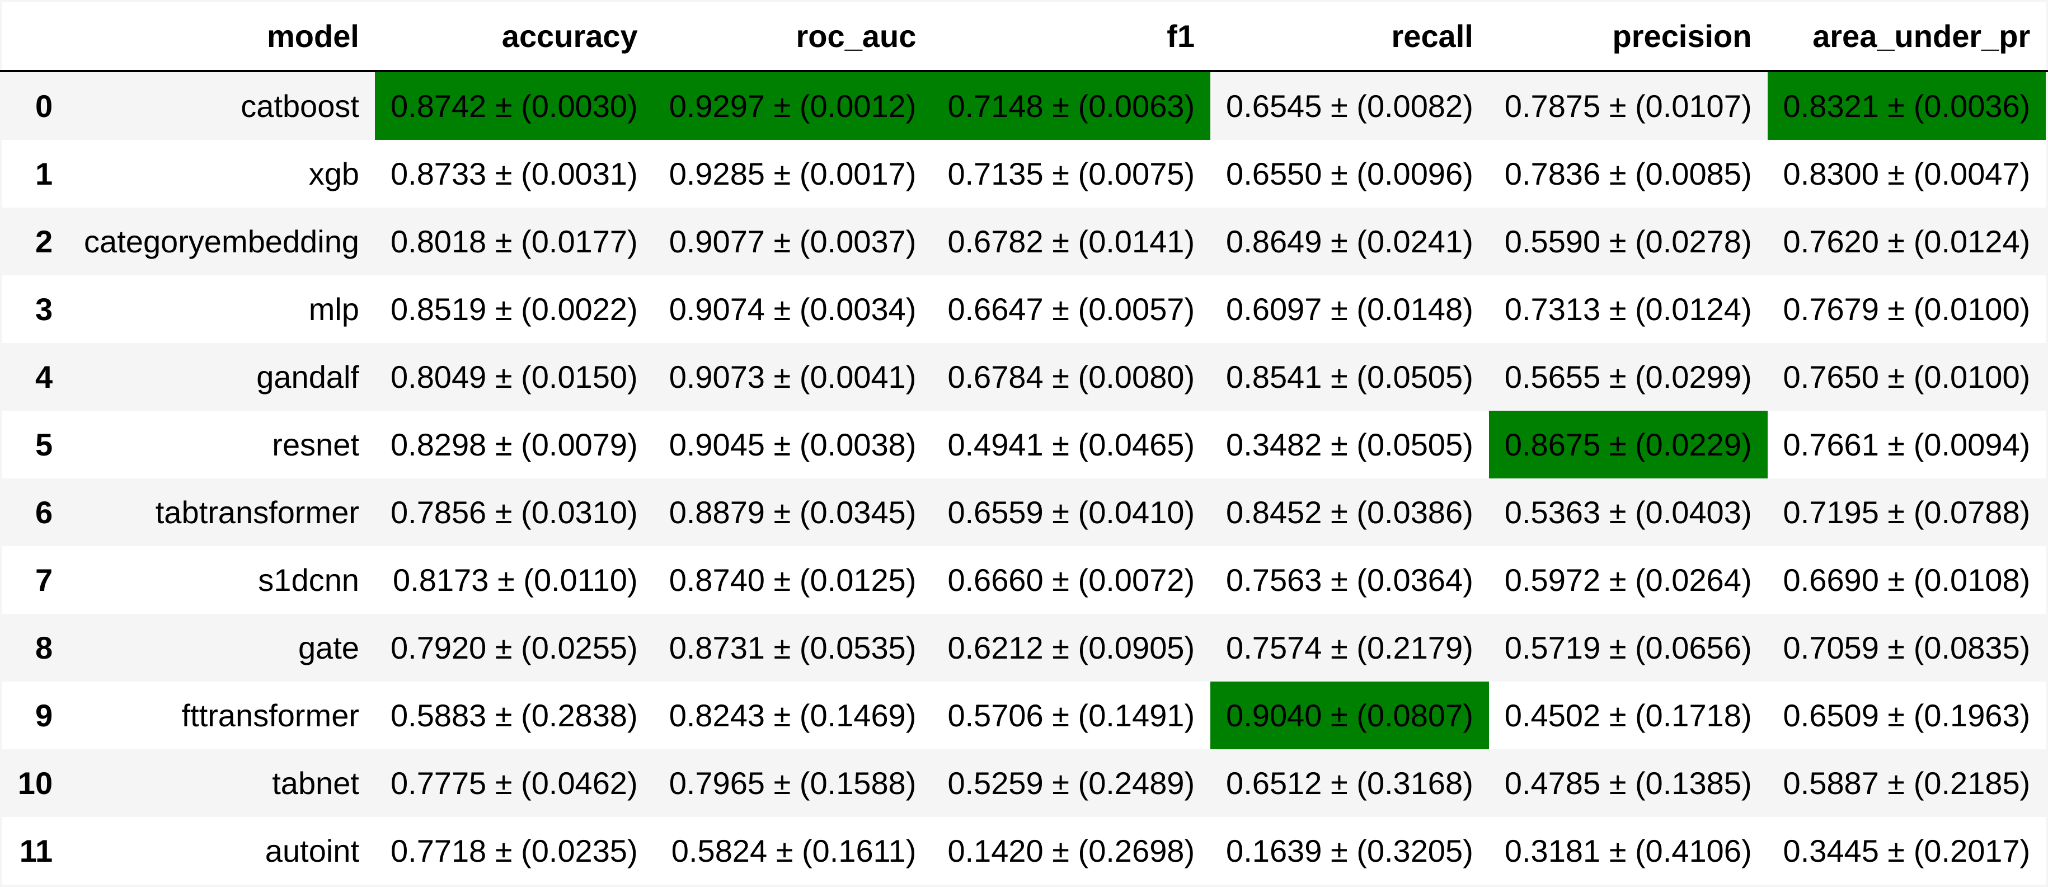 model accuracy roc_auc f1 recall precision area_under_pr
0 catboost 0.8742 ± (0.0030) 0.9297 ± (0.0012) 0.7148 ± (0.0063) 0.6545 ± (0.0082) 0.7875 ± (0.0107) 0.8321 ± (0.0036)
1 xgb 0.8733 ± (0.0031) 0.9285 ± (0.0017) 0.7135 ± (0.0075) 0.6550 ± (0.0096) 0.7836 ± (0.0085) 0.8300 ± (0.0047)
2 categoryembedding 0.8018 ± (0.0177) 0.9077 ± (0.0037) 0.6782 ± (0.0141) 0.8649 ± (0.0241) 0.5590 ± (0.0278) 0.7620 ± (0.0124)
3 mlp 0.8519 ± (0.0022) 0.9074 ± (0.0034) 0.6647 ± (0.0057) 0.6097 ± (0.0148) 0.7313 ± (0.0124) 0.7679 ± (0.0100)
4 gandalf 0.8049 ± (0.0150) 0.9073 ± (0.0041) 0.6784 ± (0.0080) 0.8541 ± (0.0505) 0.5655 ± (0.0299) 0.7650 ± (0.0100)
5 resnet 0.8298 ± (0.0079) 0.9045 ± (0.0038) 0.4941 ± (0.0465) 0.3482 ± (0.0505) 0.8675 ± (0.0229) 0.7661 ± (0.0094)
6 tabtransformer 0.7856 ± (0.0310) 0.8879 ± (0.0345) 0.6559 ± (0.0410) 0.8452 ± (0.0386) 0.5363 ± (0.0403) 0.7195 ± (0.0788)
7 s1dcnn 0.8173 ± (0.0110) 0.8740 ± (0.0125) 0.6660 ± (0.0072) 0.7563 ± (0.0364) 0.5972 ± (0.0264) 0.6690 ± (0.0108)
8 gate 0.7920 ± (0.0255) 0.8731 ± (0.0535) 0.6212 ± (0.0905) 0.7574 ± (0.2179) 0.5719 ± (0.0656) 0.7059 ± (0.0835)
9 fttransformer 0.5883 ± (0.2838) 0.8243 ± (0.1469) 0.5706 ± (0.1491) 0.9040 ± (0.0807) 0.4502 ± (0.1718) 0.6509 ± (0.1963)
10 tabnet 0.7775 ± (0.0462) 0.7965 ± (0.1588) 0.5259 ± (0.2489) 0.6512 ± (0.3168) 0.4785 ± (0.1385) 0.5887 ± (0.2185)
11 autoint 0.7718 ± (0.0235) 0.5824 ± (0.1611) 0.1420 ± (0.2698) 0.1639 ± (0.3205) 0.3181 ± (0.4106) 0.3445 ± (0.2017)